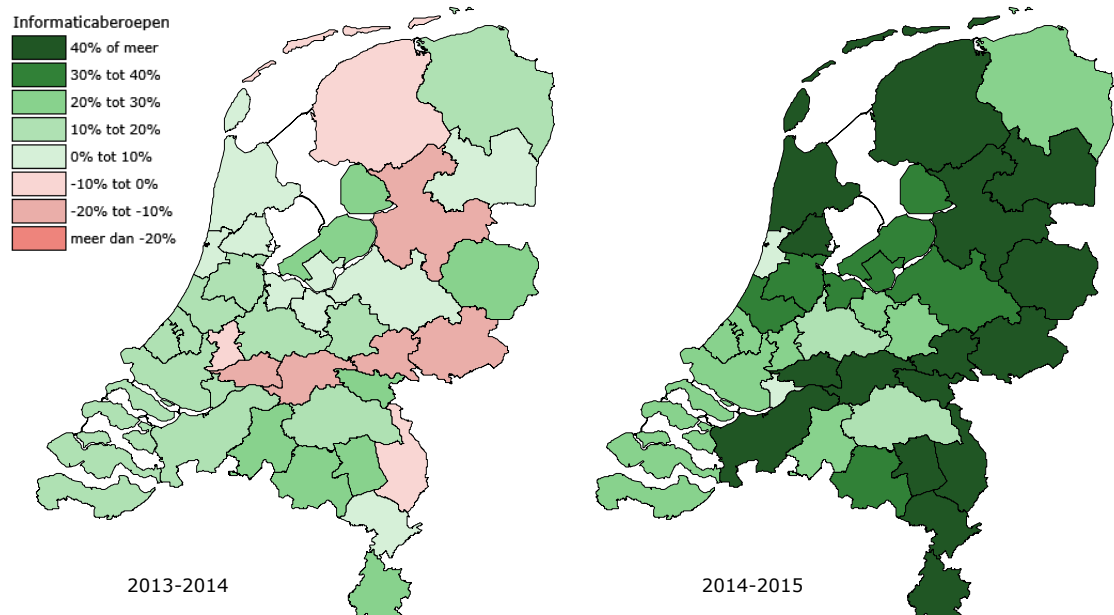 Informaticaberoepen
40% of meer
30% tot 40%
20% tot 30%
10% tot 20%
0% tot 10%
-10% tot 0%
-20% tot -10%
meer dan -20%
2013-2014
2014-2015